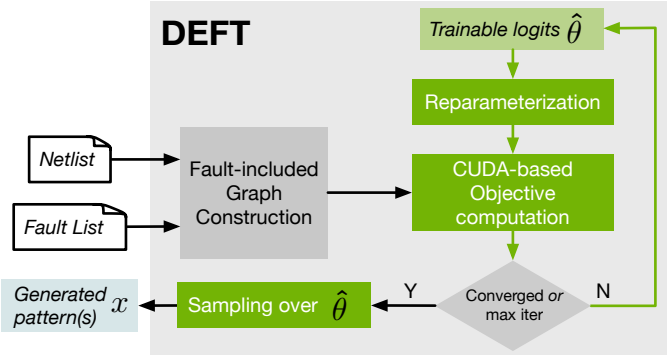 DEFT
Trainable logits θ̂
Reparameterization
Netlist
Fault-included
Graph
Construction
CUDA-based
Objective
computation
Fault List
Generated
pattern(s) x
Sampling over θ̂
Y
Converged or
max iter
N